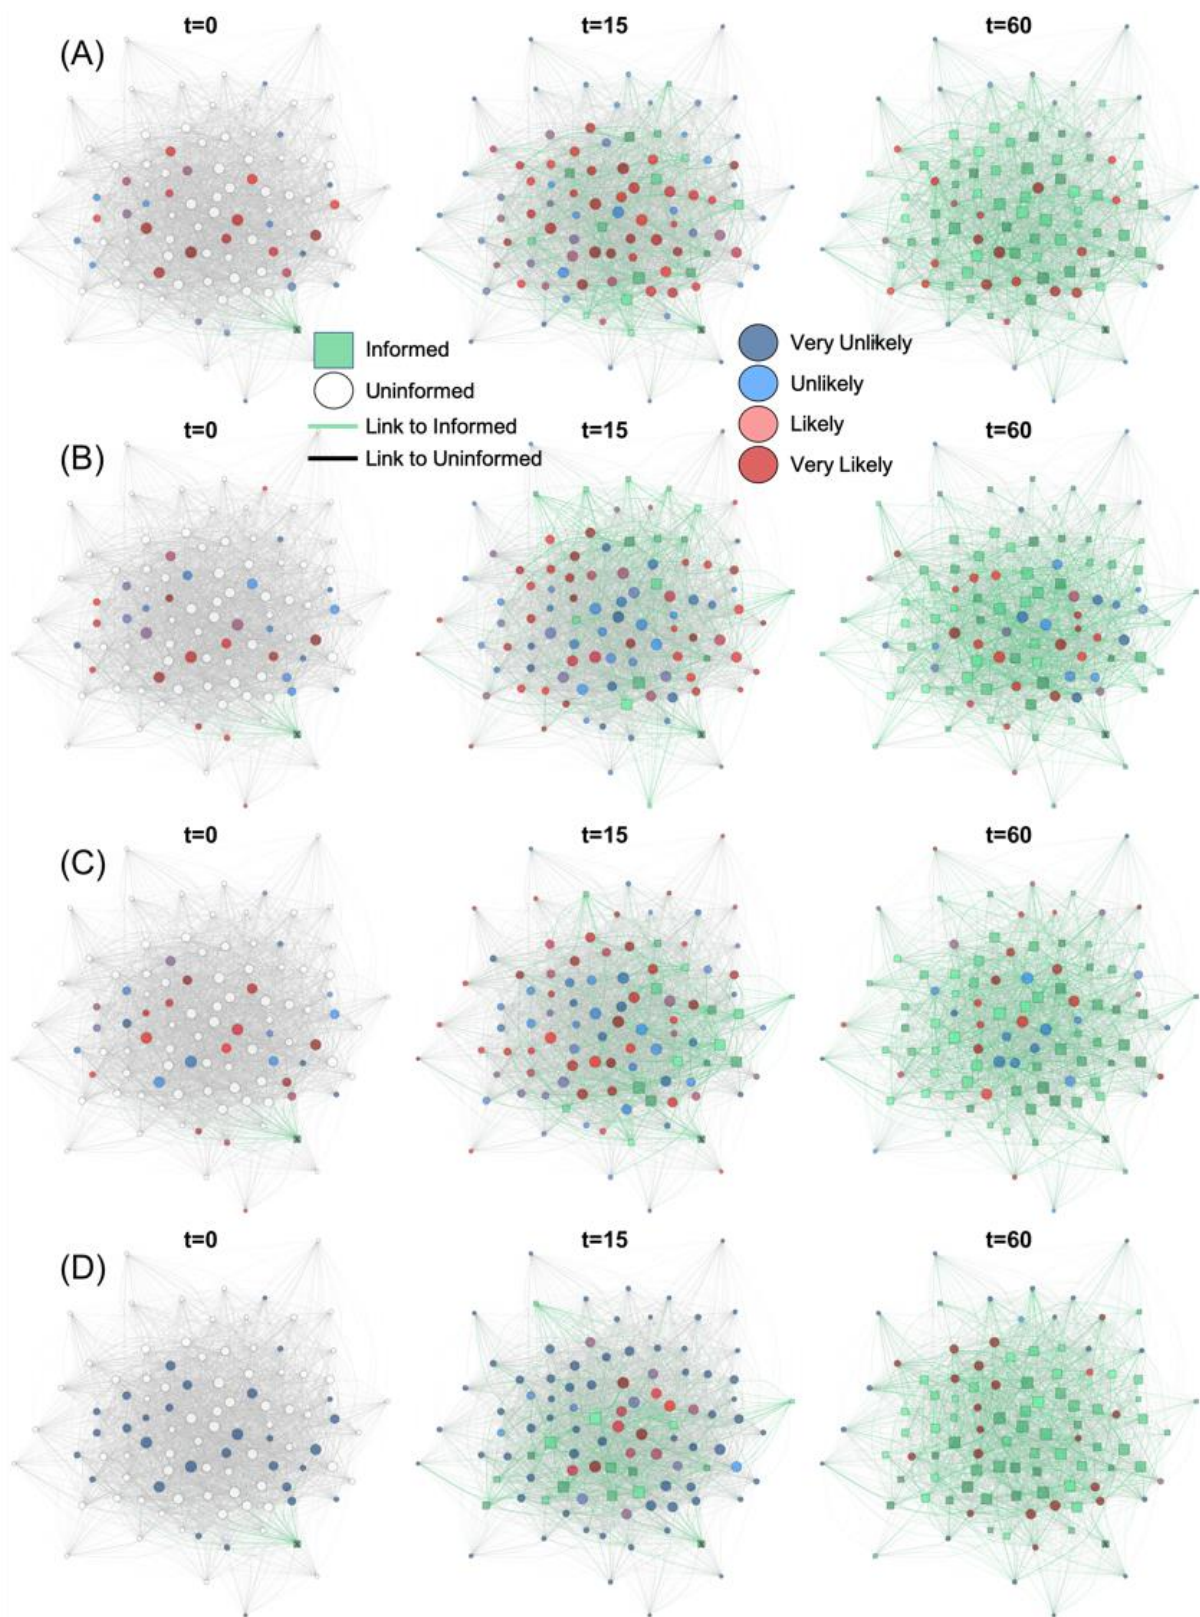 t=0 t=15 t=60
(A)
Informed
Uninformed
Link to Informed
Link to Uninformed
Very Unlikely
Unlikely
Likely
Very Likely
t=0 t=15 t=60
(B)
t=0 t=15 t=60
(C)
t=0 t=15 t=60
(D)